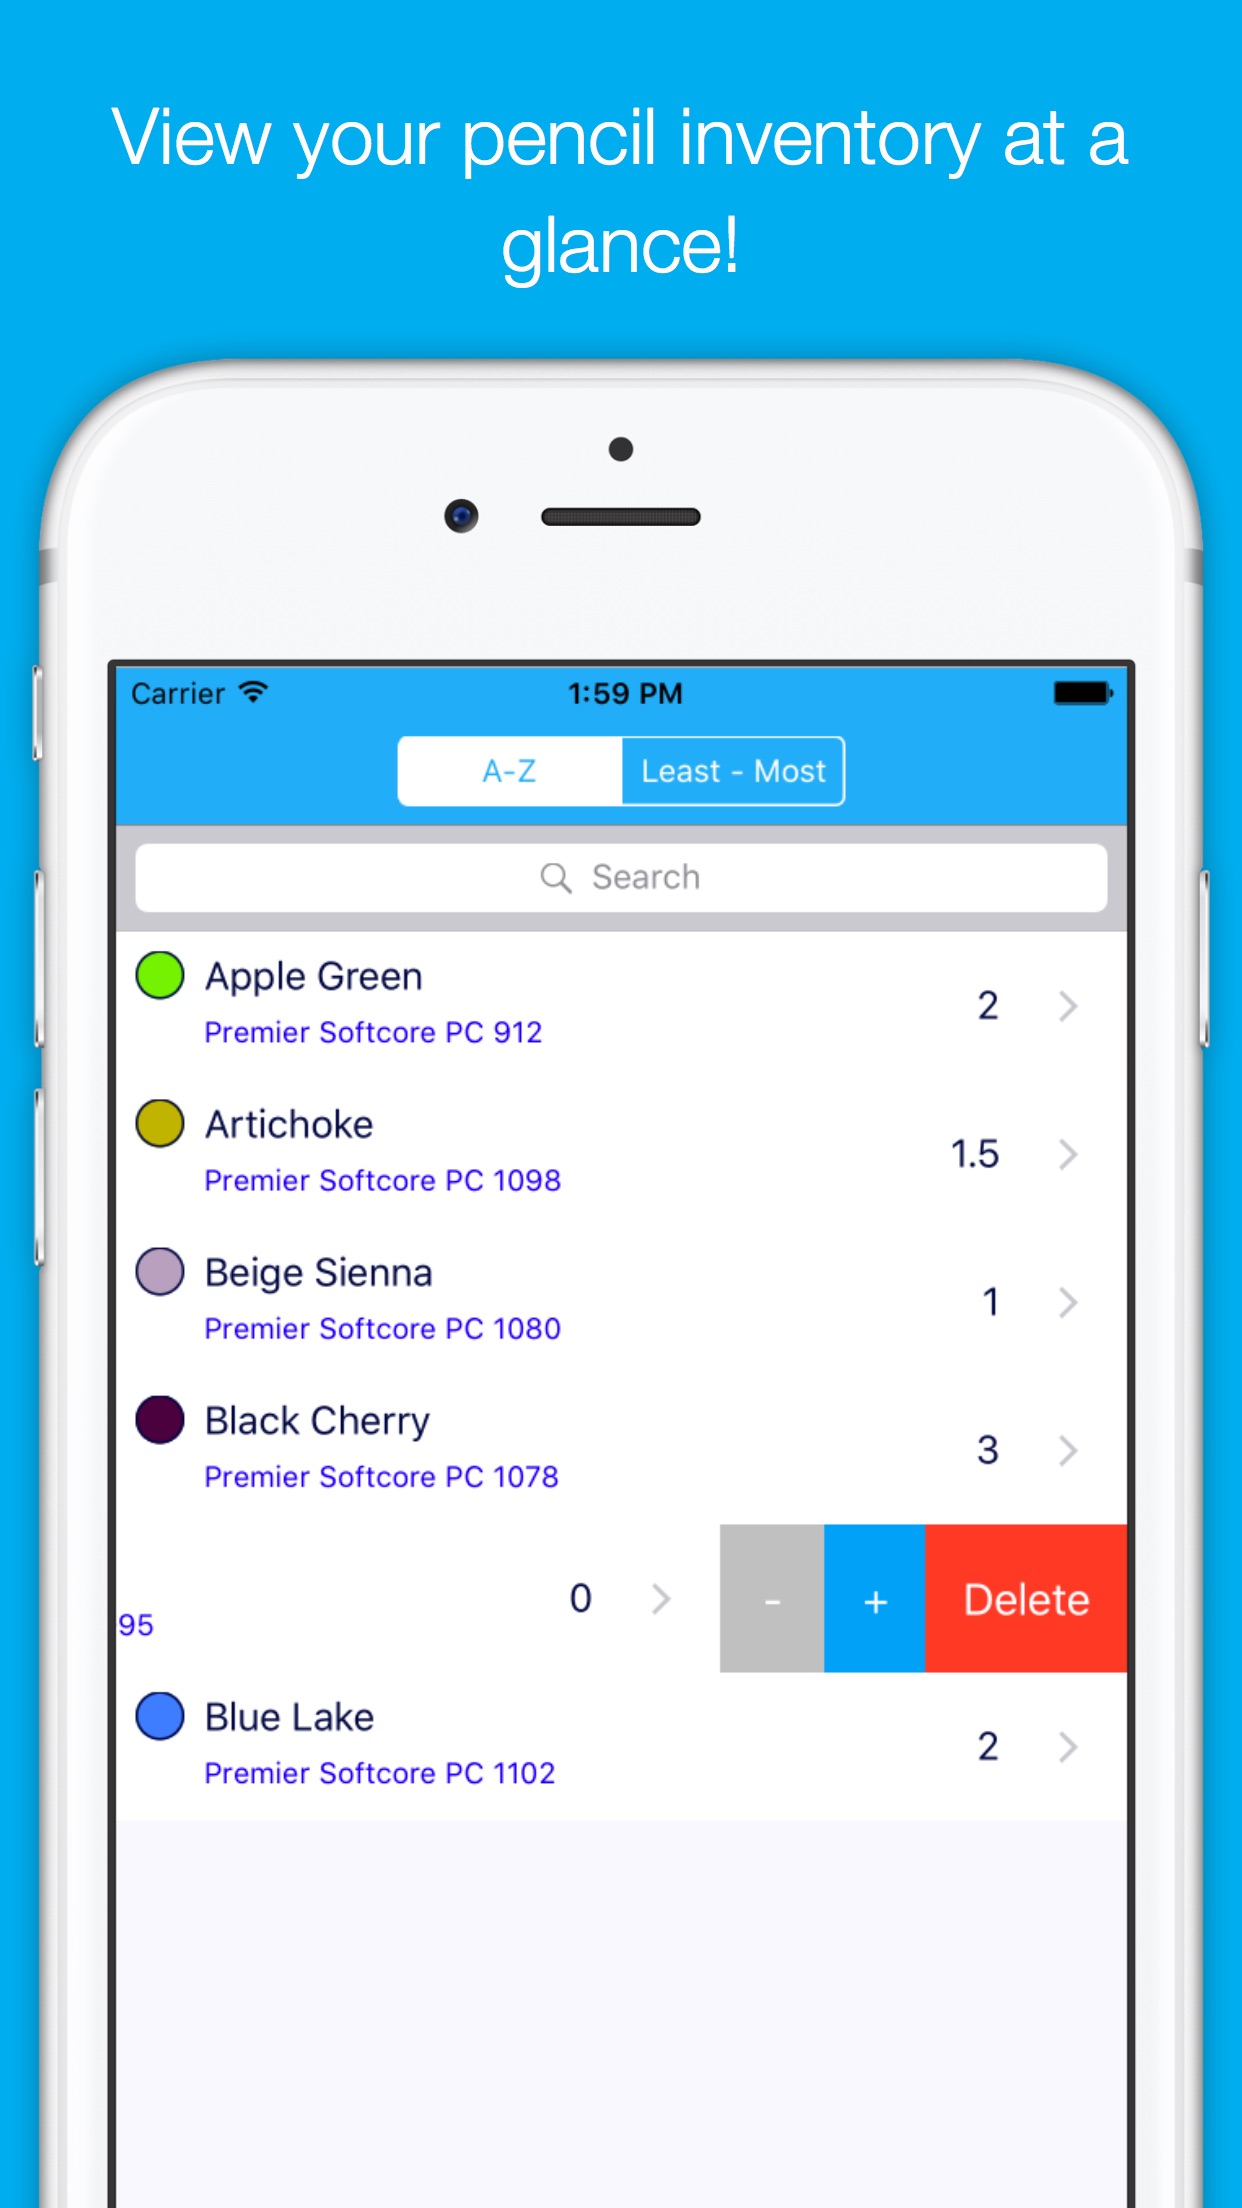 View your pencil inventory at a
glance!
Carrier 1:59 PM
A-Z Least - Most
Search
Apple Green
Premier Softcore PC 912
2
Artichoke
Premier Softcore PC 1098
1.5
Beige Sienna
Premier Softcore PC 1080
1
Black Cherry
Premier Softcore PC 1078
3
95
0 - + Delete
Blue Lake
Premier Softcore PC 1102
2